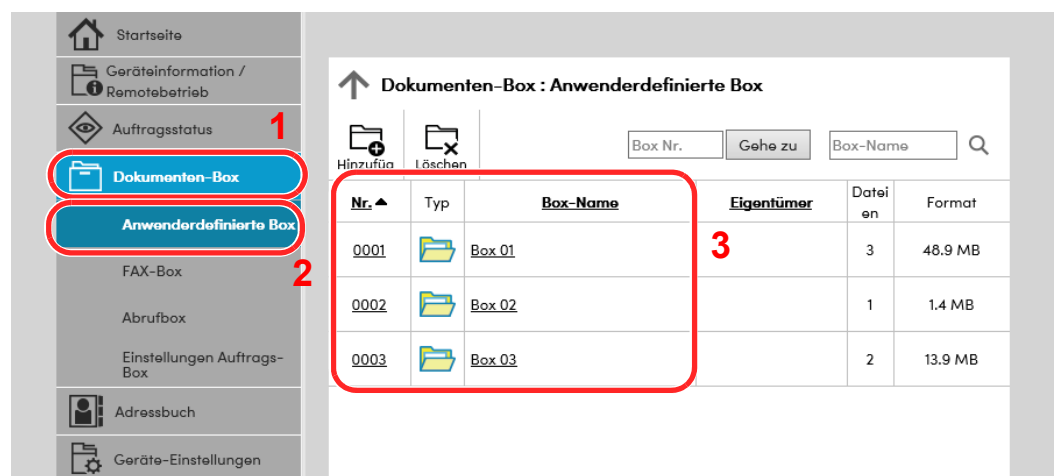 Startseite
Geräteinformation /
Remotebetrieb
Auftragsstatus
1
Dokumenten-Box
Anwenderdefinierte Box
2
FAX-Box
Abrufbox
Einstellungen Auftrags-
Box
Adressbuch
Geräte-Einstellungen
Dokumenten-Box : Anwenderdefinierte Box
Hinzufüg Löschen
Box Nr. Gehe zu Box-Name
Nr. Typ Box-Name Eigentümer Datei
en Format
0001 Box 01 3 48.9 MB
3
0002 Box 02 1 1.4 MB
0003 Box 03 2 13.9 MB